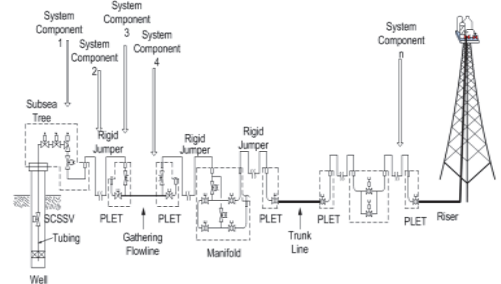 System
Component
1
System
Component
2
System
Component
3
System
Component
4
System
Component
n
Subsea
Tree
Rigid
Jumper
Rigid
Jumper
Rigid
Jumper
SCSSV
Tubing
Well
PLET
Gathering
Flowline
PLET
Manifold
PLET
Trunk
Line
PLET
PLET
Riser